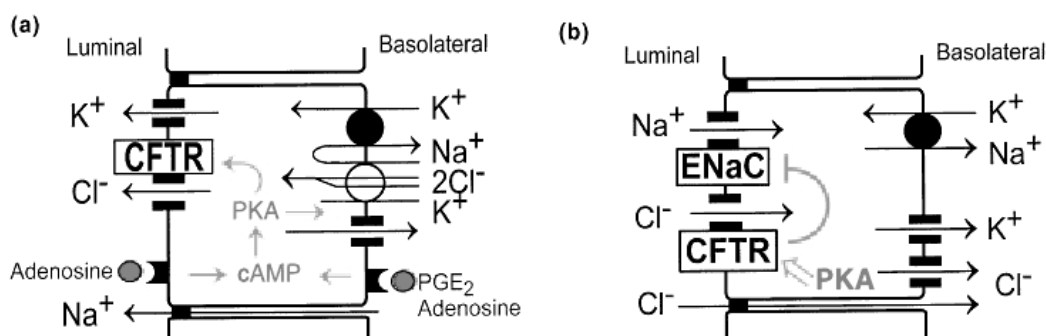 (a)
Luminal
Basolateral
K⁺
K⁺
CFTR
Na⁺
2Cl⁻
Cl⁻
PKA
K⁺
Adenosine
cAMP
PGE₂
Adenosine
Na⁺
(b)
Luminal
Basolateral
K⁺
Na⁺
Na⁺
ENaC
Cl⁻
K⁺
CFTR
PKA
Cl⁻
Cl⁻